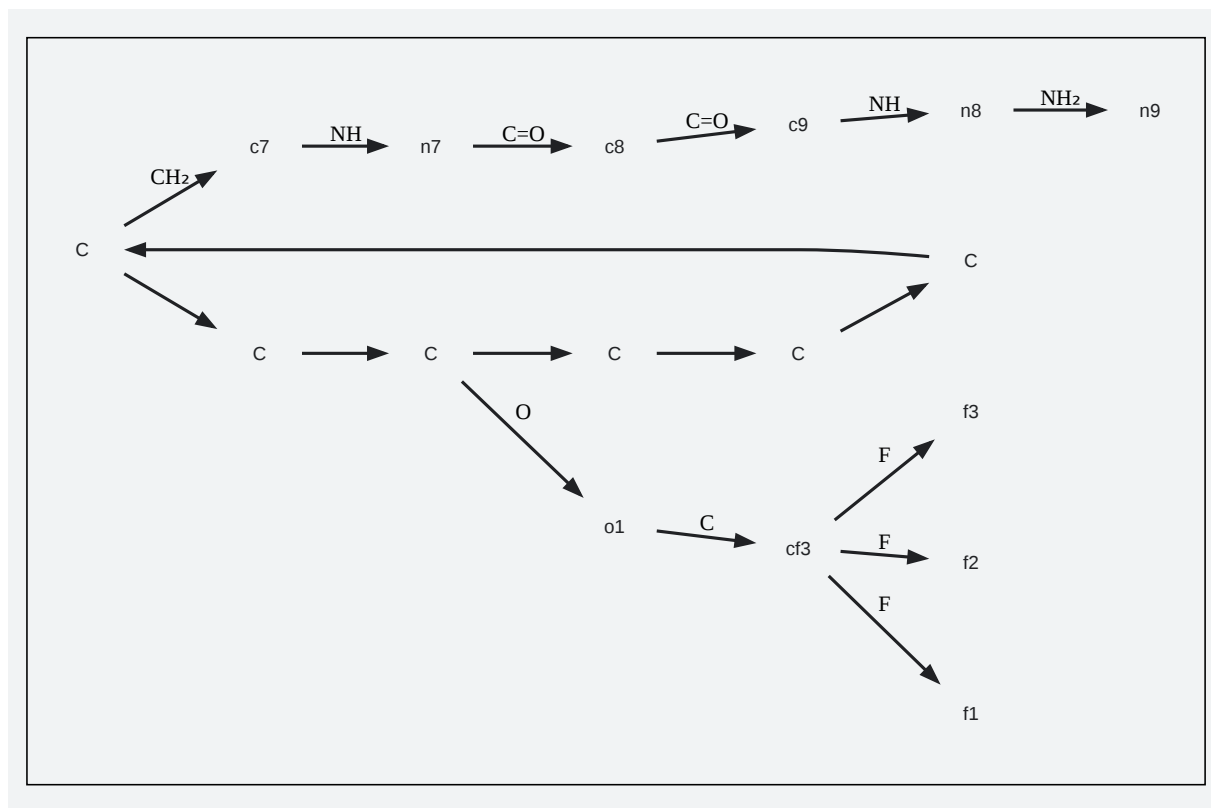 n8 NH₂ n9
NH
C=O c9
c7 NH n7 C=O c8
CH₂
C
C
C C C C
O
f3
F
o1 C cf3 F f2
F
f1